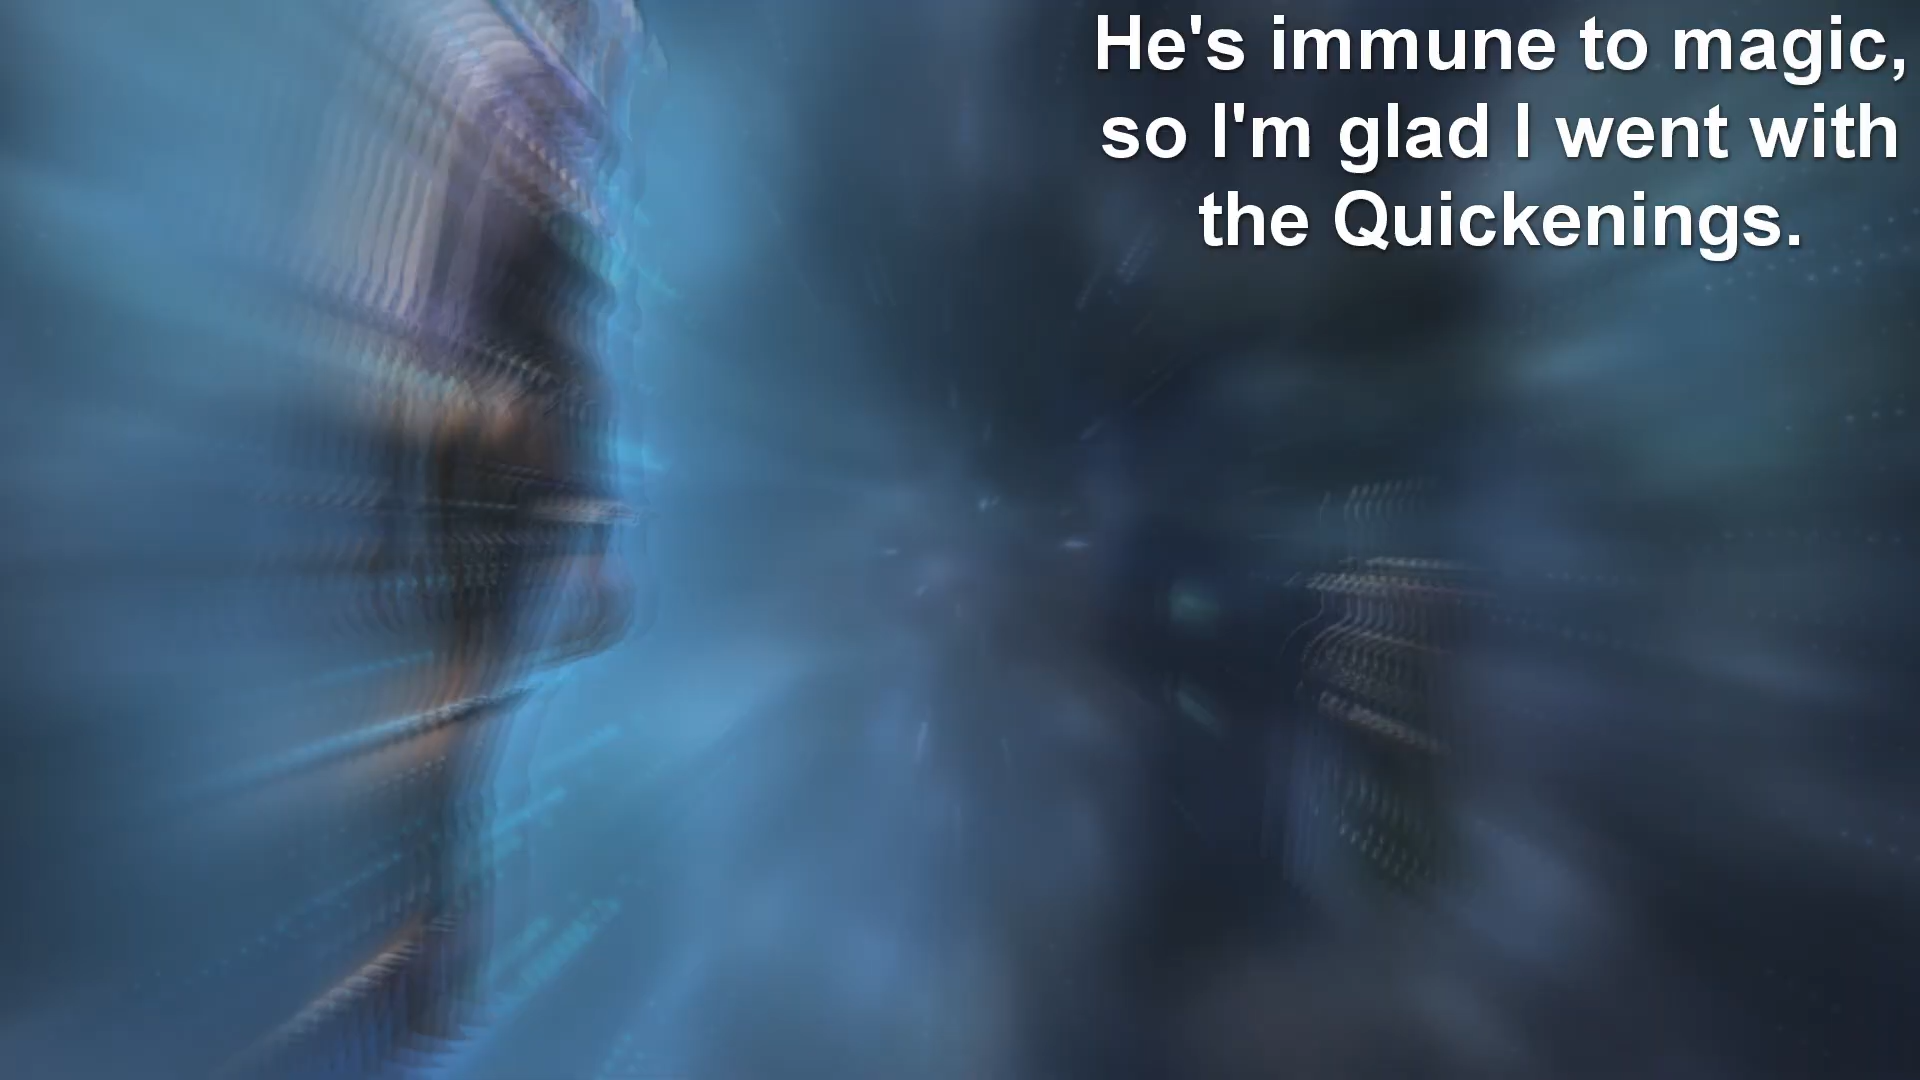 He's immune to magic,
so I'm glad I went with
the Quickenings.